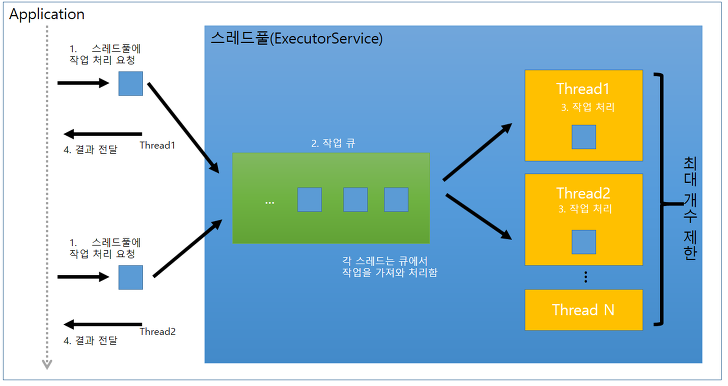 Application
스레드풀(ExecutorService)
1. 스레드풀에
작업 처리 요청
Thread1
4. 결과 전달
2. 작업 큐
...
각 스레드는 큐에서
작업을 가져와 처리함
Thread1
3. 작업 처리
Thread2
3. 작업 처리
Thread N
최대 개수 제한
1. 스레드풀에
작업 처리 요청
Thread2
4. 결과 전달